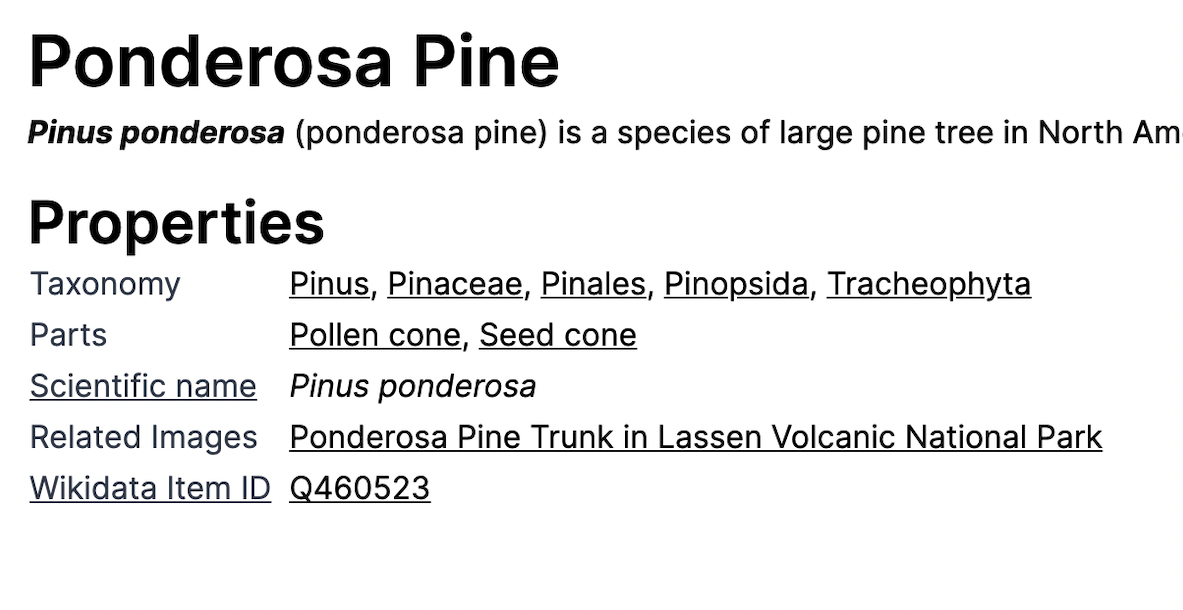 Ponderosa Pine
Pinus ponderosa (ponderosa pine) is a species of large pine tree in North Am
Properties
Taxonomy Pinus, Pinaceae, Pinales, Pinopsida, Tracheophyta
Parts Pollen cone, Seed cone
Scientific name Pinus ponderosa
Related Images Ponderosa Pine Trunk in Lassen Volcanic National Park
Wikidata Item ID Q460523